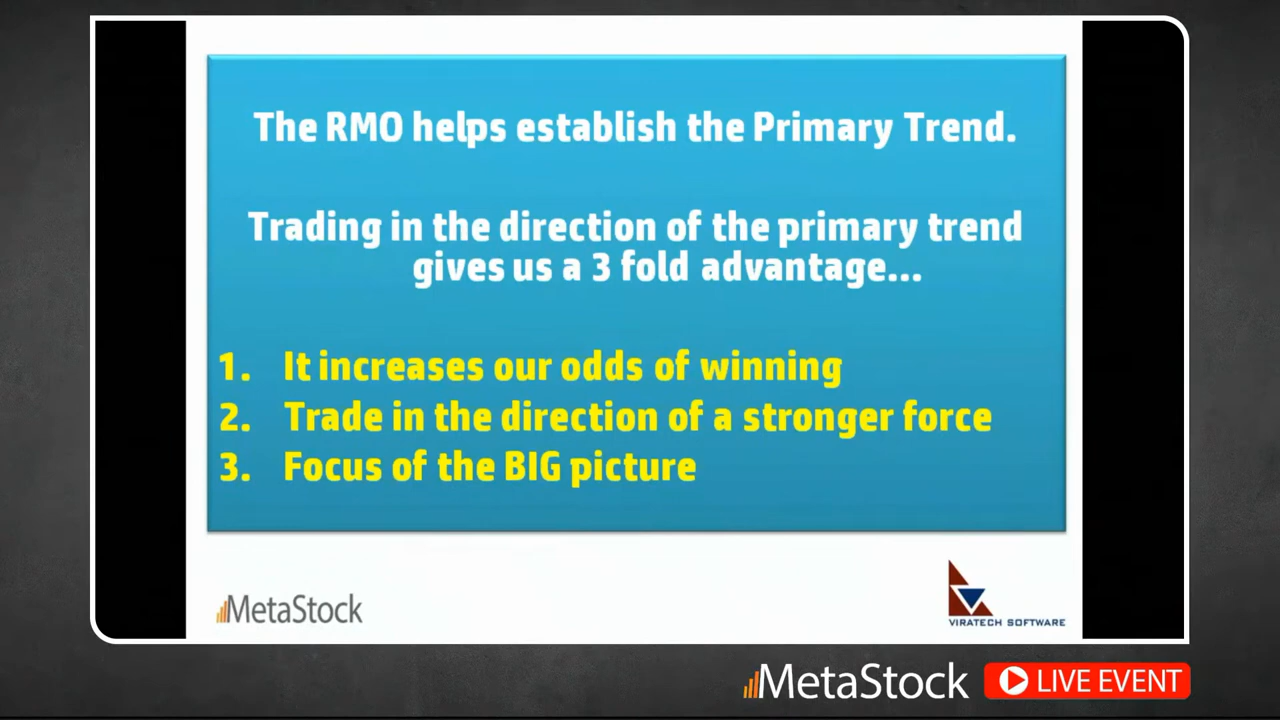 The RMO helps establish the Primary Trend.
Trading in the direction of the primary trend
gives us a 3 fold advantage...
1. It increases our odds of winning
2. Trade in the direction of a stronger force
3. Focus of the BIG picture
MetaStock
VIRATECH SOFTWARE
MetaStock LIVE EVENT